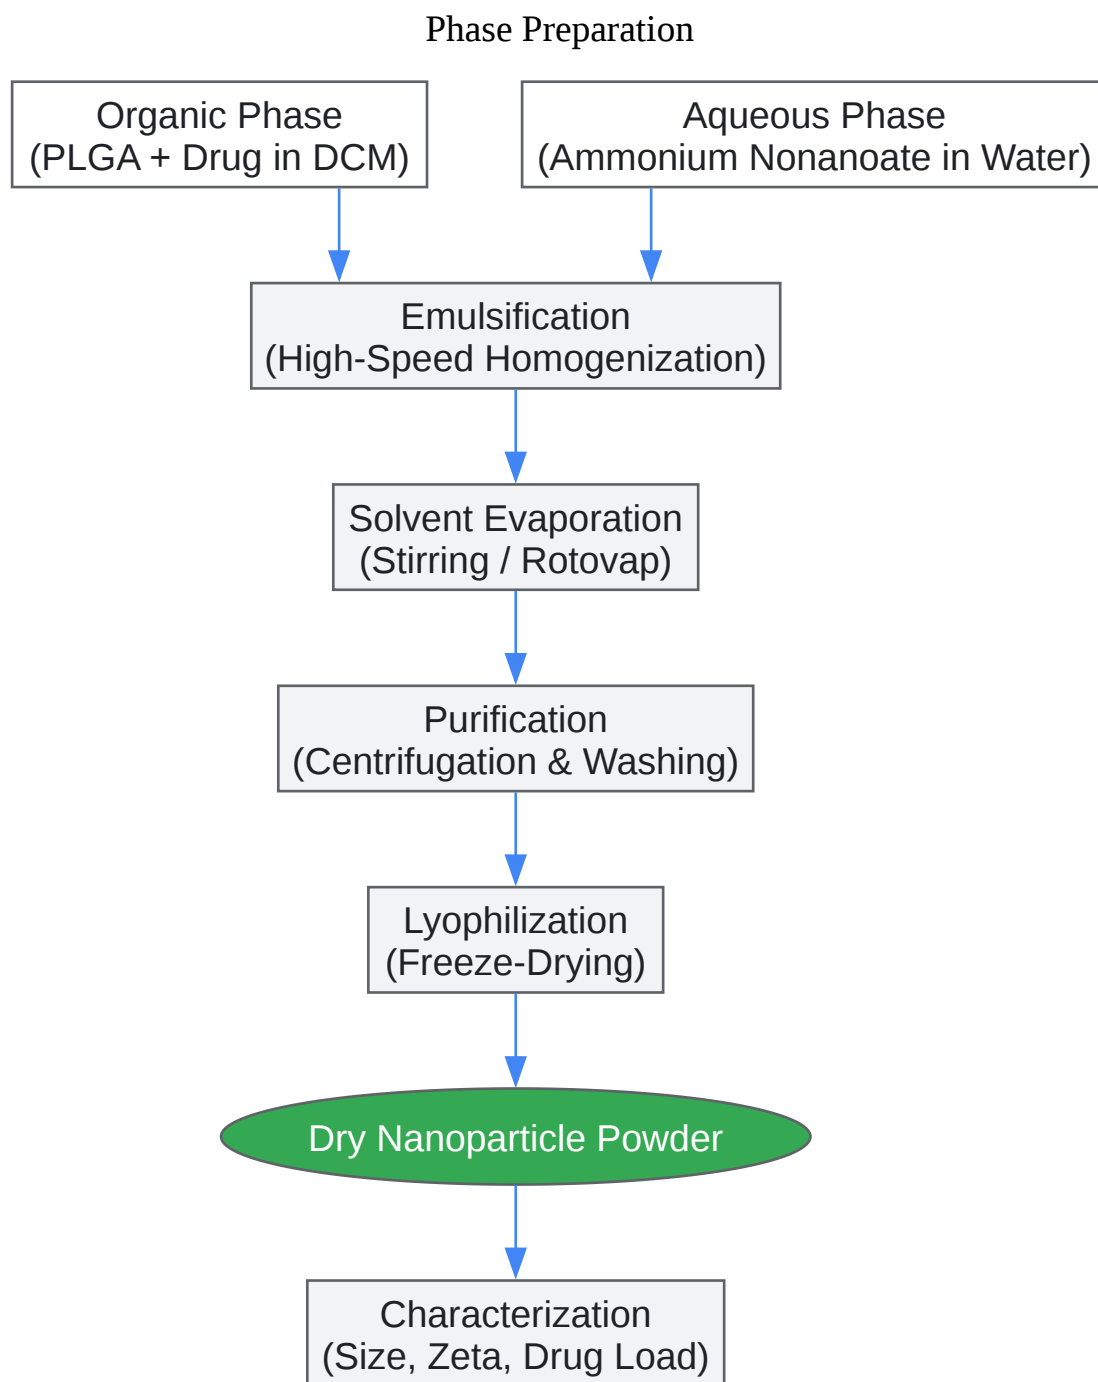 Phase Preparation
Organic Phase
(PLGA + Drug in DCM)
Aqueous Phase
(Ammonium Nonanoate in Water)
Emulsification
(High-Speed Homogenization)
Solvent Evaporation
(Stirring / Rotovap)
Purification
(Centrifugation & Washing)
Lyophilization
(Freeze-Drying)
Dry Nanoparticle Powder
Characterization
(Size, Zeta, Drug Load)